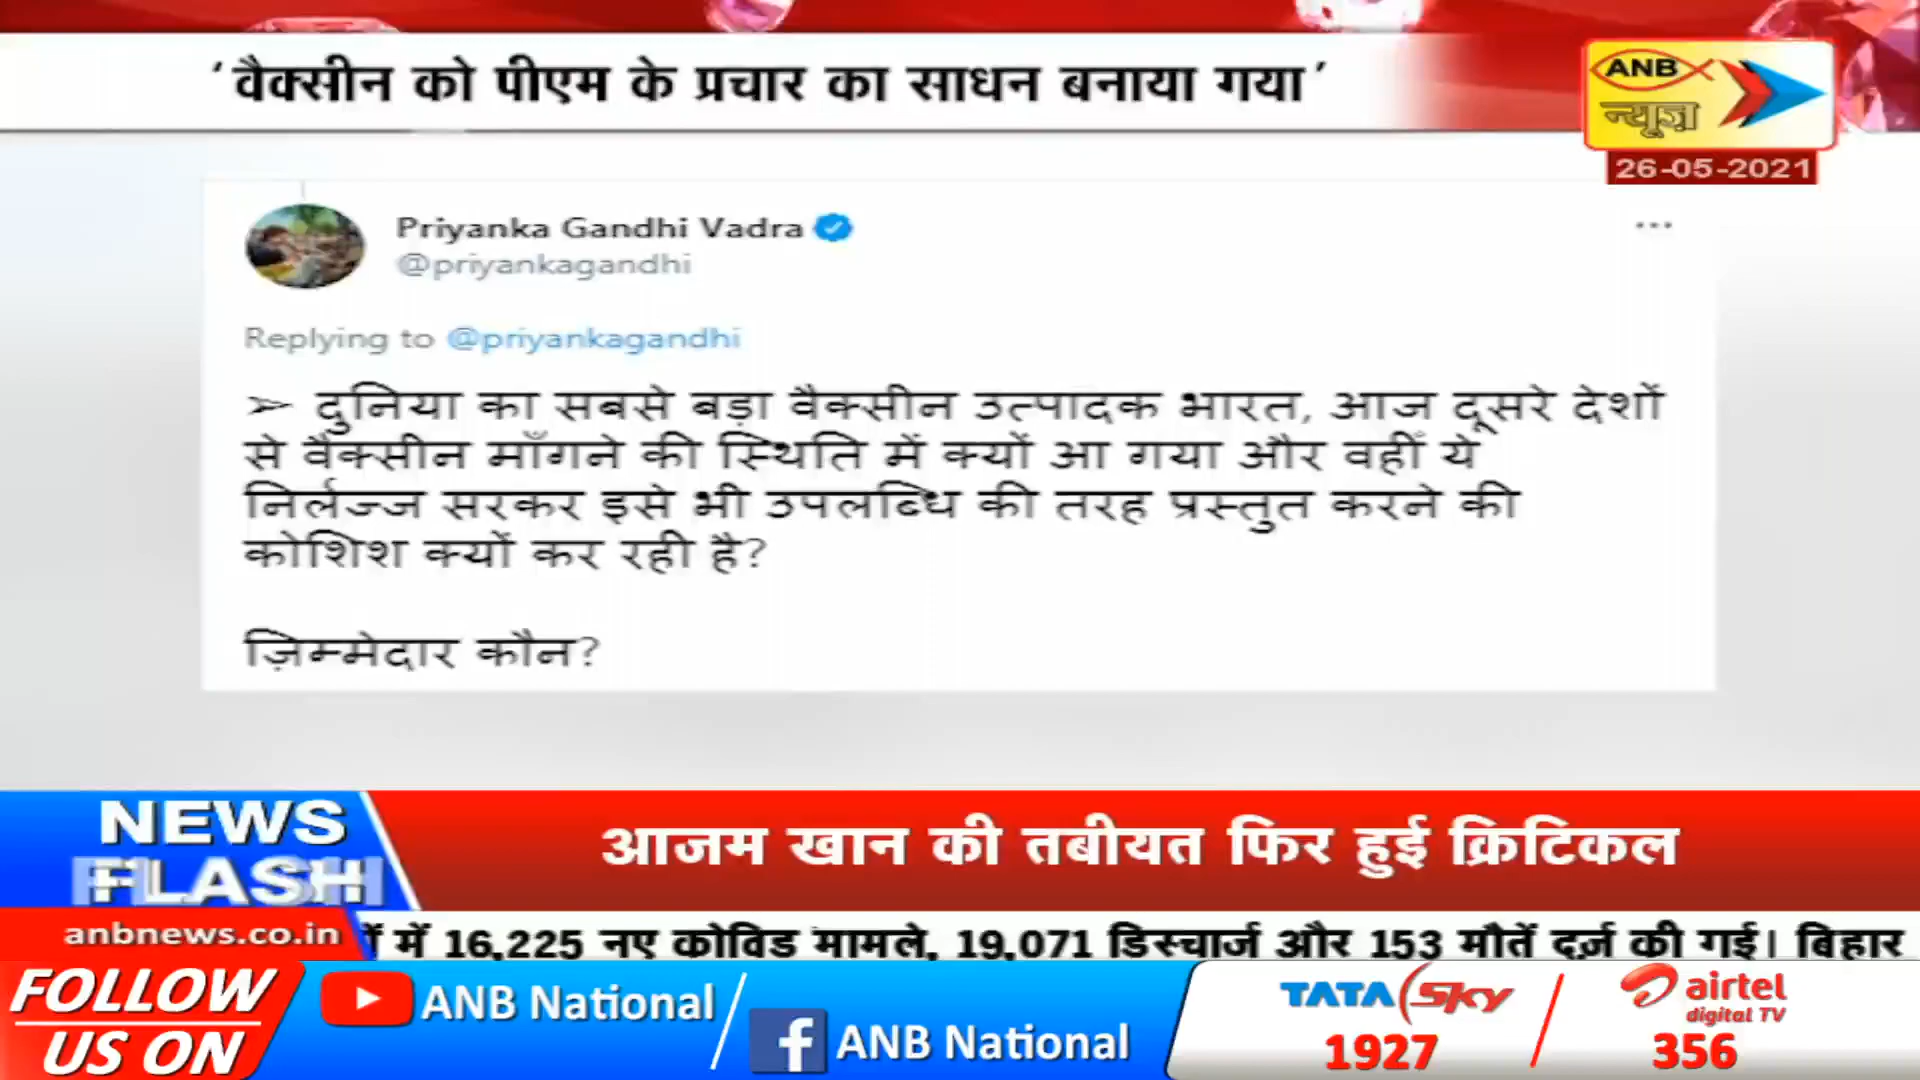 ‘वैक्सीन को पीएम के प्रचार का साधन बनाया गया’
ANB
न्यूज़
26-05-2021
Priyanka Gandhi Vadra
@priyankagandhi
Replying to @priyankagandhi
➢ दुनिया का सबसे बड़ा वैक्सीन उत्पादक भारत, आज दूसरे देशों
से वैक्सीन माँगने की स्थिति में क्यों आ गया और वहीं ये
निर्लज्ज सरकर इसे भी उपलब्धि की तरह प्रस्तुत करने की
कोशिश क्यों कर रही है?
ज़िम्मेदार कौन?
NEWS
FLASH
आजम खान की तबीयत फिर हुई क्रिटिकल
anbnews.co.in
में 16,225 नए कोविड मामले, 19,071 डिस्चार्ज और 153 मौतें दर्ज़ की गई। बिहार
FOLLOW
US ON
ANB National
ANB National
TATA Sky
1927
airtel
digital TV
356